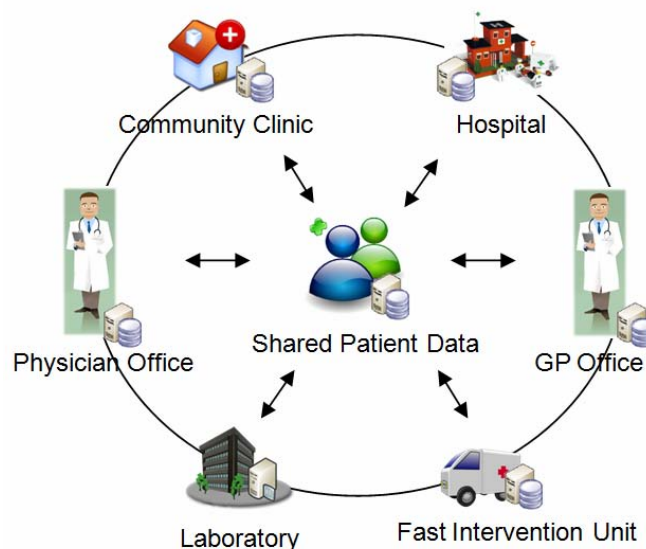 Community Clinic
Hospital
Physician Office
Shared Patient Data
GP Office
Laboratory
Fast Intervention Unit